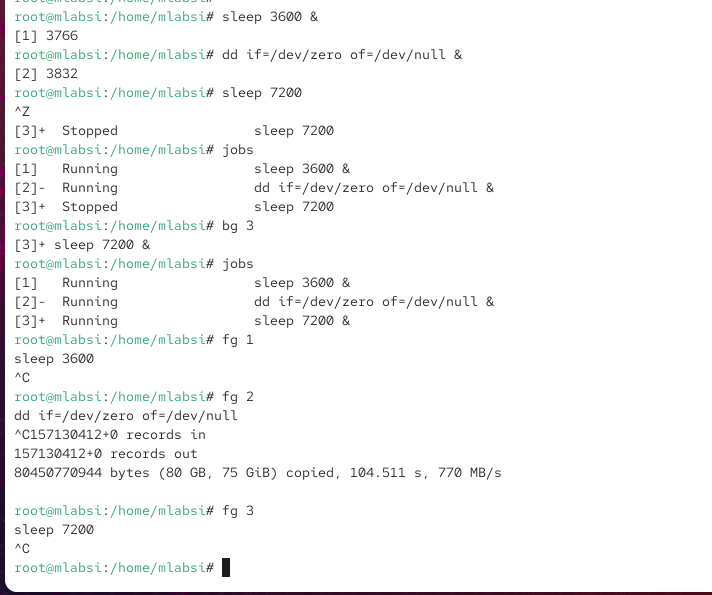 root@mlabsi:/home/mlabsi# sleep 3600 &
[1] 3766
root@mlabsi:/home/mlabsi# dd if=/dev/zero of=/dev/null &
[2] 3832
root@mlabsi:/home/mlabsi# sleep 7200
^Z
[3]+  Stopped                 sleep 7200
root@mlabsi:/home/mlabsi# jobs
[1]   Running                 sleep 3600 &
[2]-  Running                 dd if=/dev/zero of=/dev/null &
[3]+  Stopped                 sleep 7200
root@mlabsi:/home/mlabsi# bg 3
[3]+ sleep 7200 &
root@mlabsi:/home/mlabsi# jobs
[1]   Running                 sleep 3600 &
[2]-  Running                 dd if=/dev/zero of=/dev/null &
[3]+  Running                 sleep 7200 &
root@mlabsi:/home/mlabsi# fg 1
sleep 3600
^C
root@mlabsi:/home/mlabsi# fg 2
dd if=/dev/zero of=/dev/null
^C157130412+0 records in
157130412+0 records out
80450770944 bytes (80 GB, 75 GiB) copied, 104.511 s, 770 MB/s

root@mlabsi:/home/mlabsi# fg 3
sleep 7200
^C
root@mlabsi:/home/mlabsi#